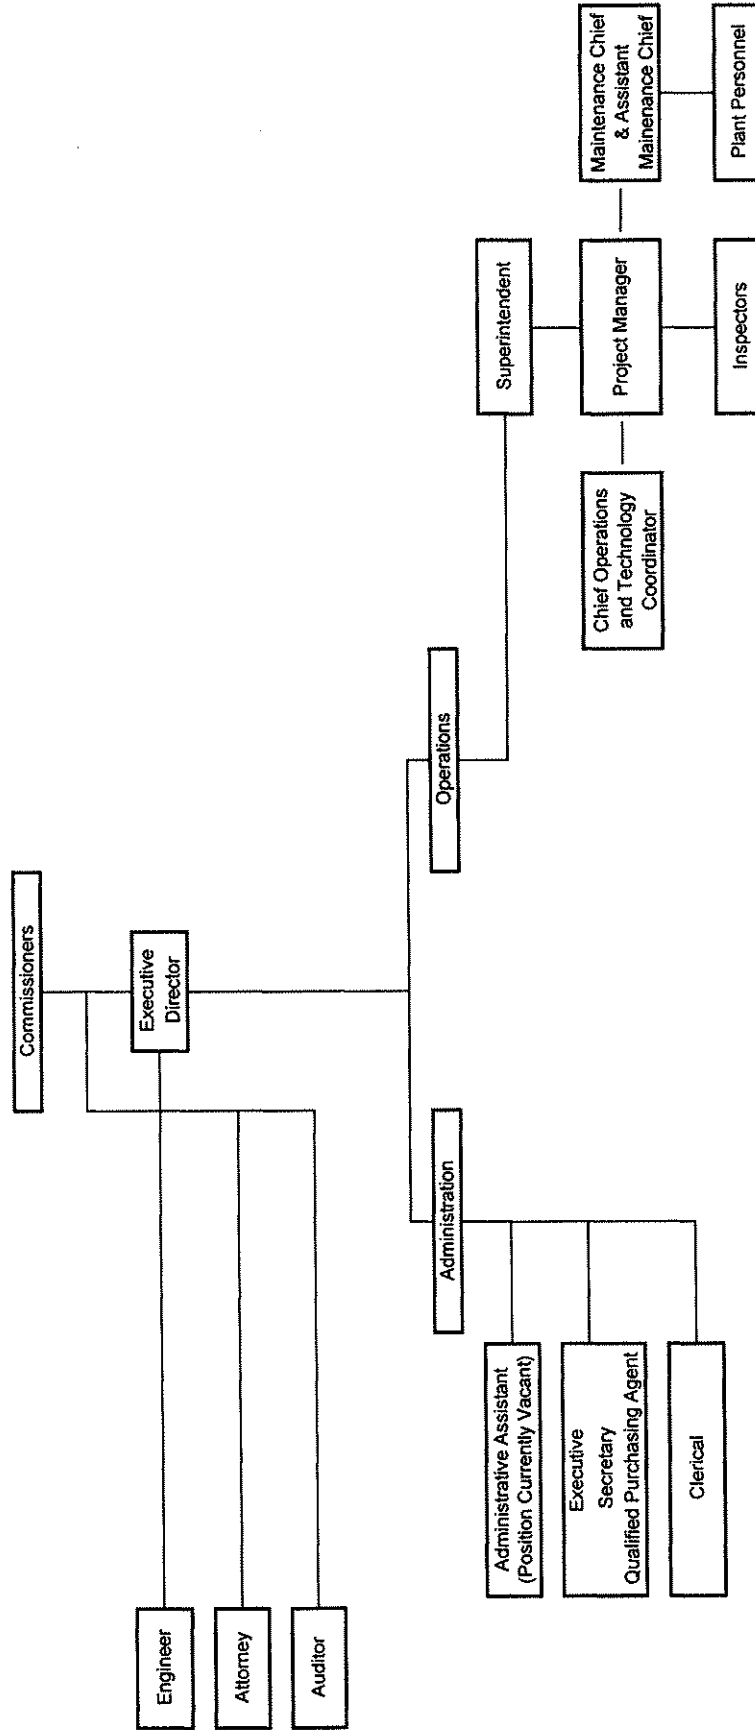 Commissioners
Executive
Director
Engineer
Attorney
Auditor
Administration
Operations
Administrative Assistant
(Position Currently Vacant)
Executive
Secretary
Qualified Purchasing Agent
Clerical
Superintendent
Chief Operations
and Technology
Coordinator
Project Manager
Maintenance Chief
& Assistant
Mainenance Chief
Inspectors
Plant Personnel